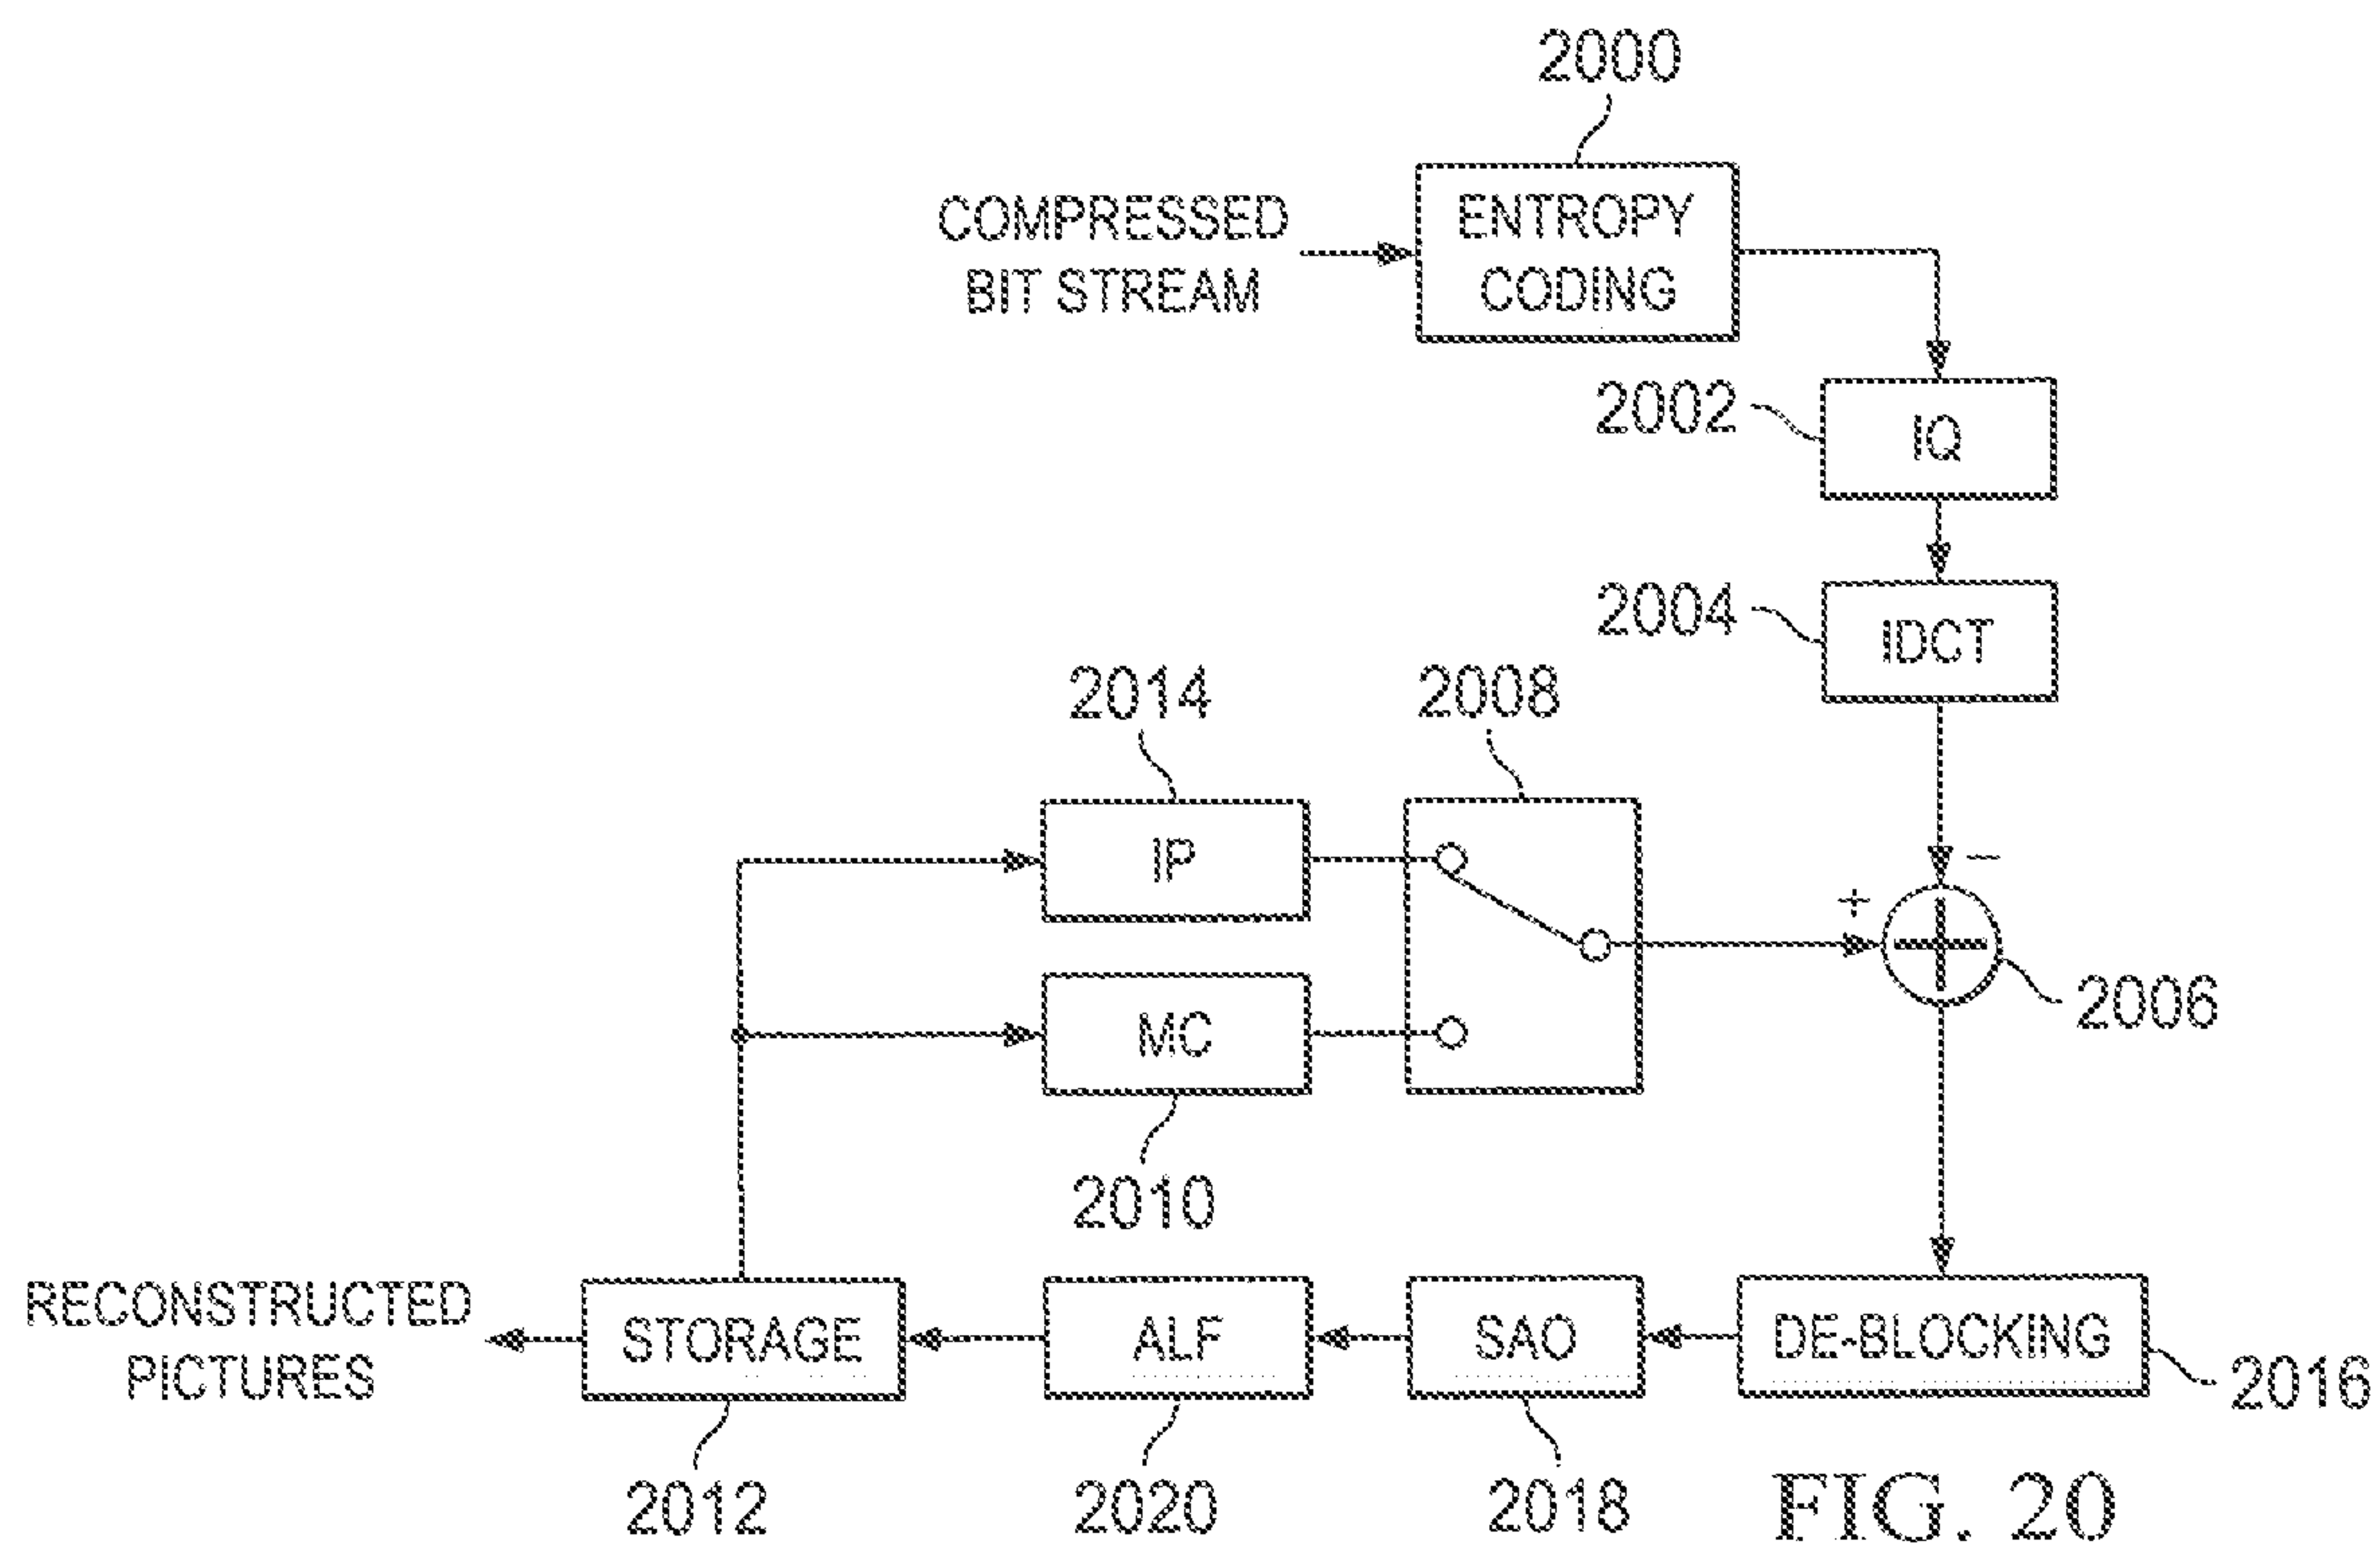 2000
COMPRESSED
BIT STREAM
ENTROPY
CODING
2002
IQ
2004
IDCT
2014
2008
IP
−
+
2006
MC
2010
RECONSTRUCTED
PICTURES
STORAGE
ALF
SAO
DE-BLOCKING
2016
2012
2020
2018
FIG. 20